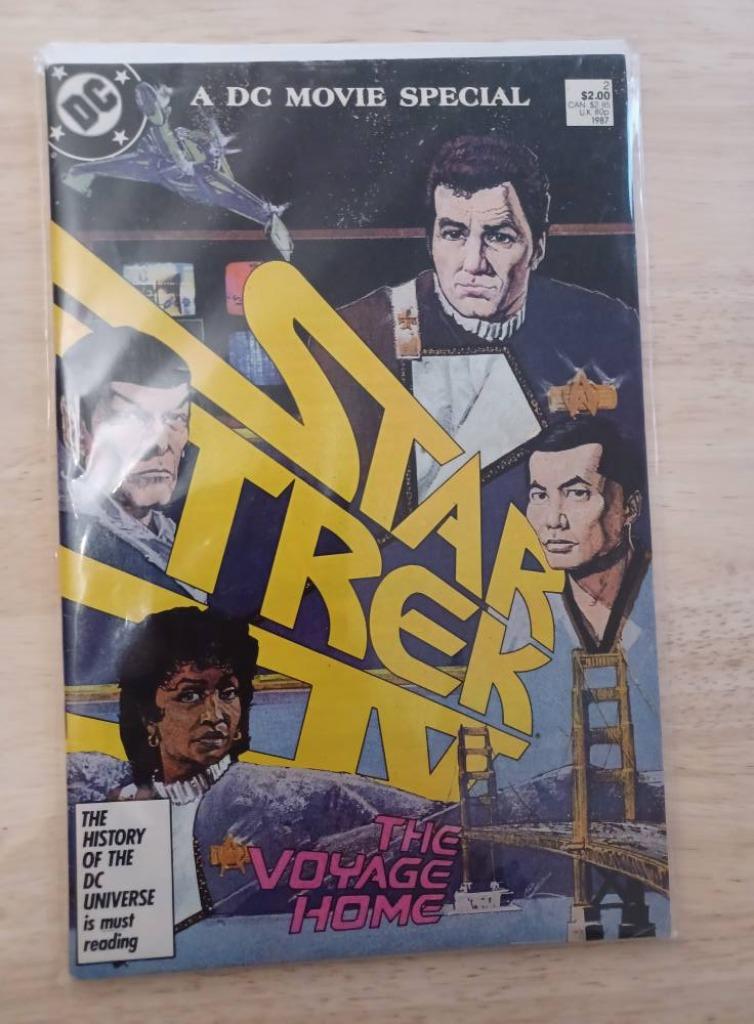 DC
A DC MOVIE SPECIAL
2
$2.00
CAN. $2.85
U.K. 80p
1987
STAR
TREK
IV
THE
VOYAGE
HOME
THE
HISTORY
OF THE
DC
UNIVERSE
is must
reading